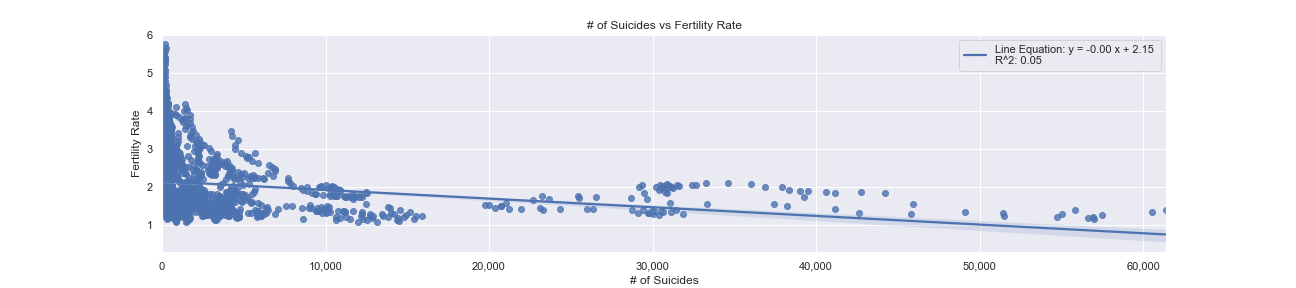 # of Suicides vs Fertility Rate
Line Equation: y = -0.00 x + 2.15
R^2: 0.05
Fertility Rate
6
5
4
3
2
1
0
10,000
20,000
30,000
40,000
50,000
60,000
# of Suicides